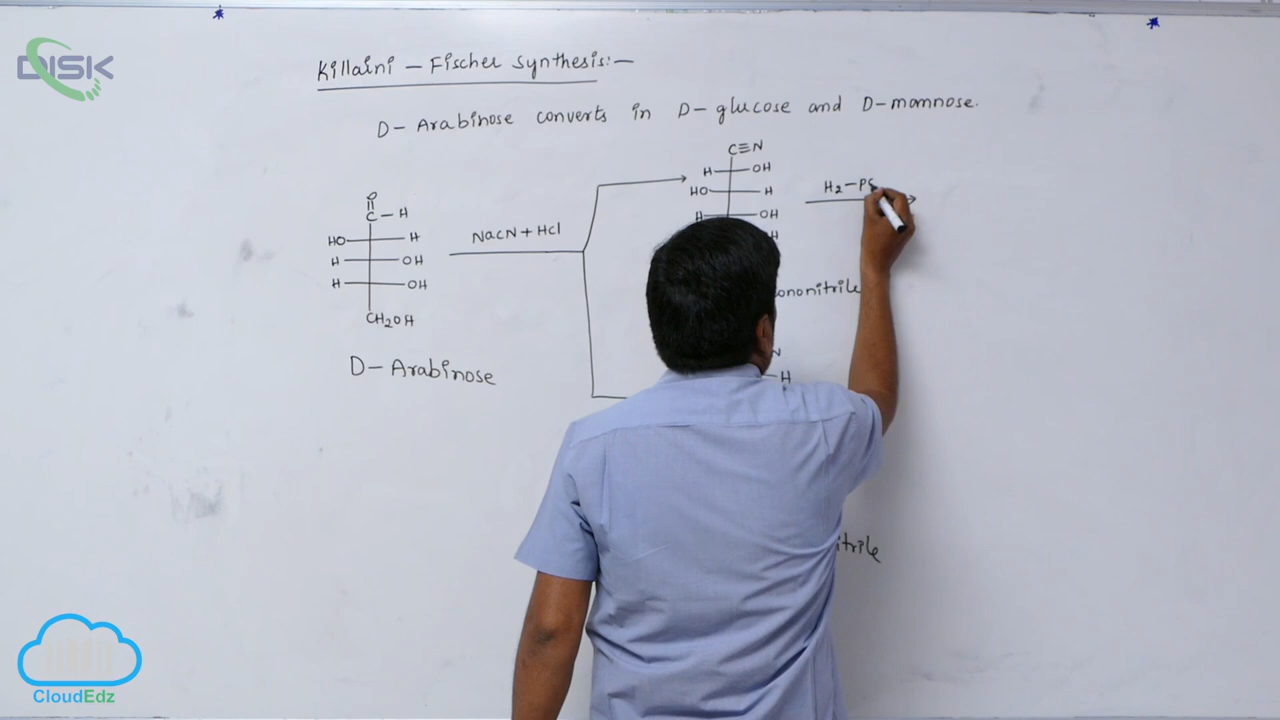 DISK
Killaini - Fischer synthesis:-
D- Arabinose converts in D- glucose and D-mannose.
C≡N
H OH
HO H
H OH
H
H2-P
O
C-H
HO H
H OH
H OH
CH2OH
D- Arabinose
NaCN+HCl
ononitrile
N
H
itrile
CloudEdz